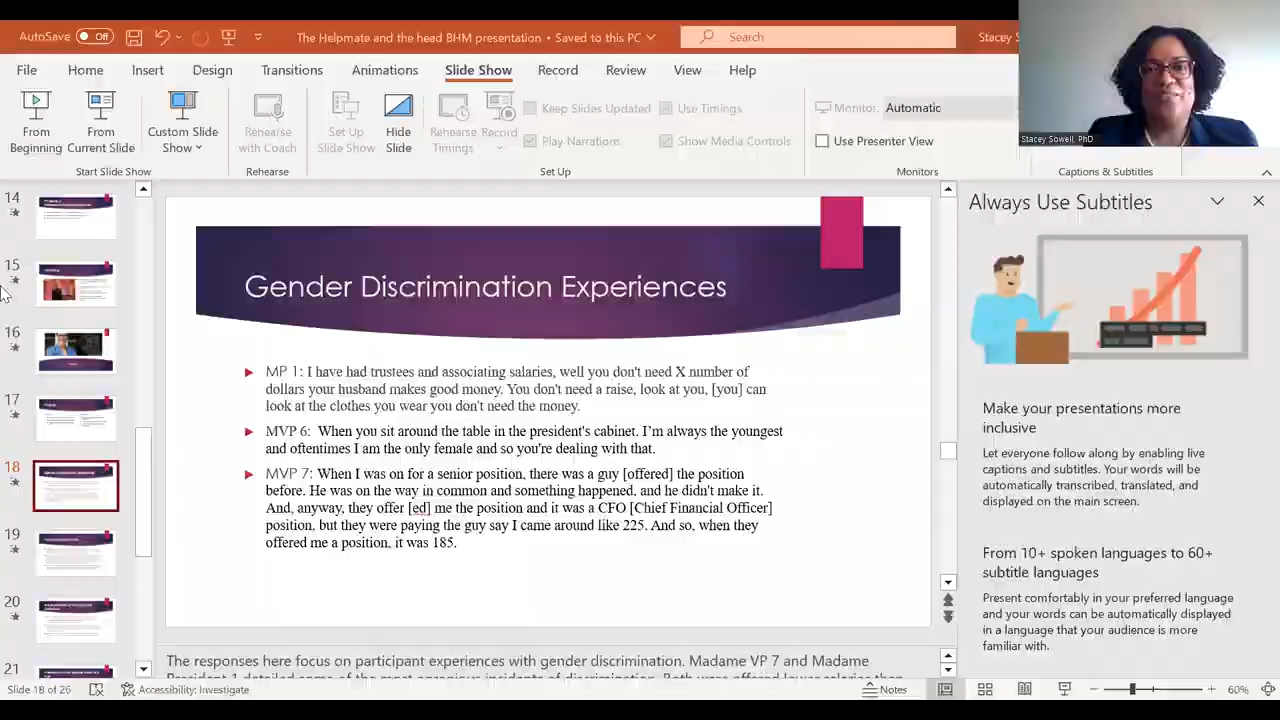 AutoSave Off
The Helpmate and the head BHM presentation • Saved to this PC
Search
Stacey S
File Home Insert Design Transitions Animations Slide Show Record Review View Help
From Beginning
From Current Slide
Custom Slide Show
Rehearse with Coach
Set Up Slide Show
Hide Slide
Rehearse Timings
Record
Keep Slides Updated
Play Narrations
Use Timings
Show Media Controls
Monitor: Automatic
Use Presenter View
Stacey Sowell, PhD
Start Slide Show
Rehearse
Set Up
Monitors
Captions & Subtitles
14
15
16
17
18
19
20
21
Gender Discrimination Experiences
MP 1: I have had trustees and associating salaries, well you don't need X number of
dollars your husband makes good money. You don't need a raise, look at you, [you] can
look at the clothes you wear you don't need the money.
MVP 6: When you sit around the table in the president's cabinet. I'm always the youngest
and oftentimes I am the only female and so you're dealing with that.
MVP 7: When I was on for a senior position, there was a guy [offered] the position
before. He was on the way in common and something happened, and he didn't make it.
And, anyway, they offer [ed] me the position and it was a CFO [Chief Financial Officer]
position, but they were paying the guy say I came around like 225. And so, when they
offered me a position, it was 185.
The responses here focus on participant experiences with gender discrimination. Madame VP 7 and Madame
Always Use Subtitles
Make your presentations more
inclusive
Let everyone follow along by enabling live
captions and subtitles. Your words will be
automatically transcribed, translated, and
displayed on the main screen.
From 10+ spoken languages to 60+
subtitle languages
Present comfortably in your preferred language
and your words can be automatically displayed
in a language that your audience is more
familiar with.
Slide 18 of 26
Accessibility: Investigate
Notes
60%